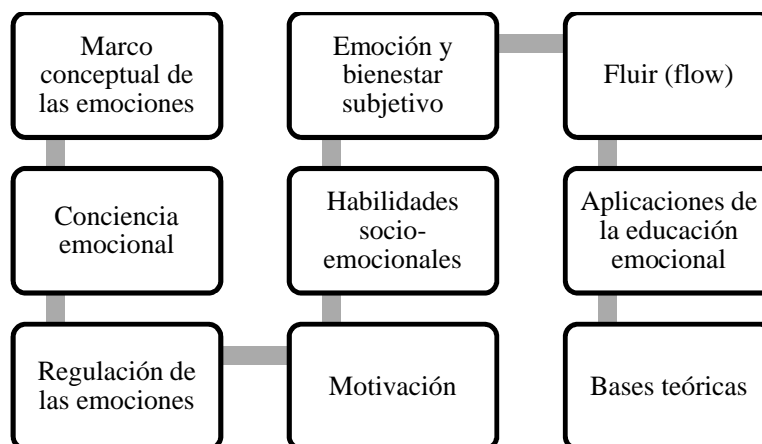 Marco
conceptual de
las emociones
Conciencia
emocional
Regulación de
las emociones
Motivación
Habilidades
socio-
emocionales
Emoción y
bienestar
subjetivo
Fluir (flow)
Aplicaciones de
la educación
emocional
Bases teóricas